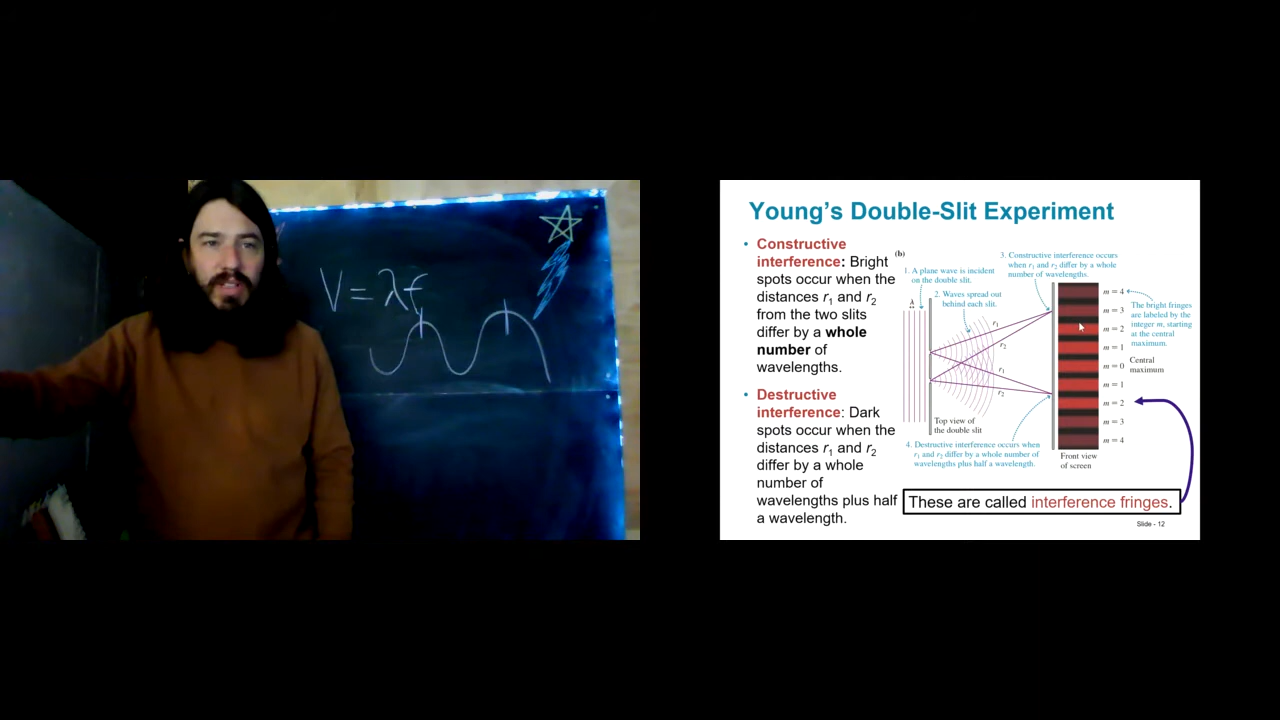 V = λf
Young's Double-Slit Experiment
• Constructive
interference: Bright
spots occur when the
distances r1 and r2
from the two slits
differ by a whole
number of
wavelengths.
• Destructive
interference: Dark
spots occur when the
distances r1 and r2
differ by a whole
number of
wavelengths plus half
a wavelength.
(b)
1. A plane wave is incident
on the double slit.
2. Waves spread out
behind each slit.
3. Constructive interference occurs
when r1 and r2 differ by a whole
number of wavelengths.
λ
r1
r2
r1
r2
Top view of
the double slit
4. Destructive interference occurs when
r1 and r2 differ by a whole number of
wavelengths plus half a wavelength.
m = 4
m = 3
m = 2
m = 1
m = 0
m = 1
m = 2
m = 3
m = 4
The bright fringes
are labeled by the
integer m, starting
at the central
maximum.
Central
maximum
Front view
of screen
These are called interference fringes.
Slide - 12